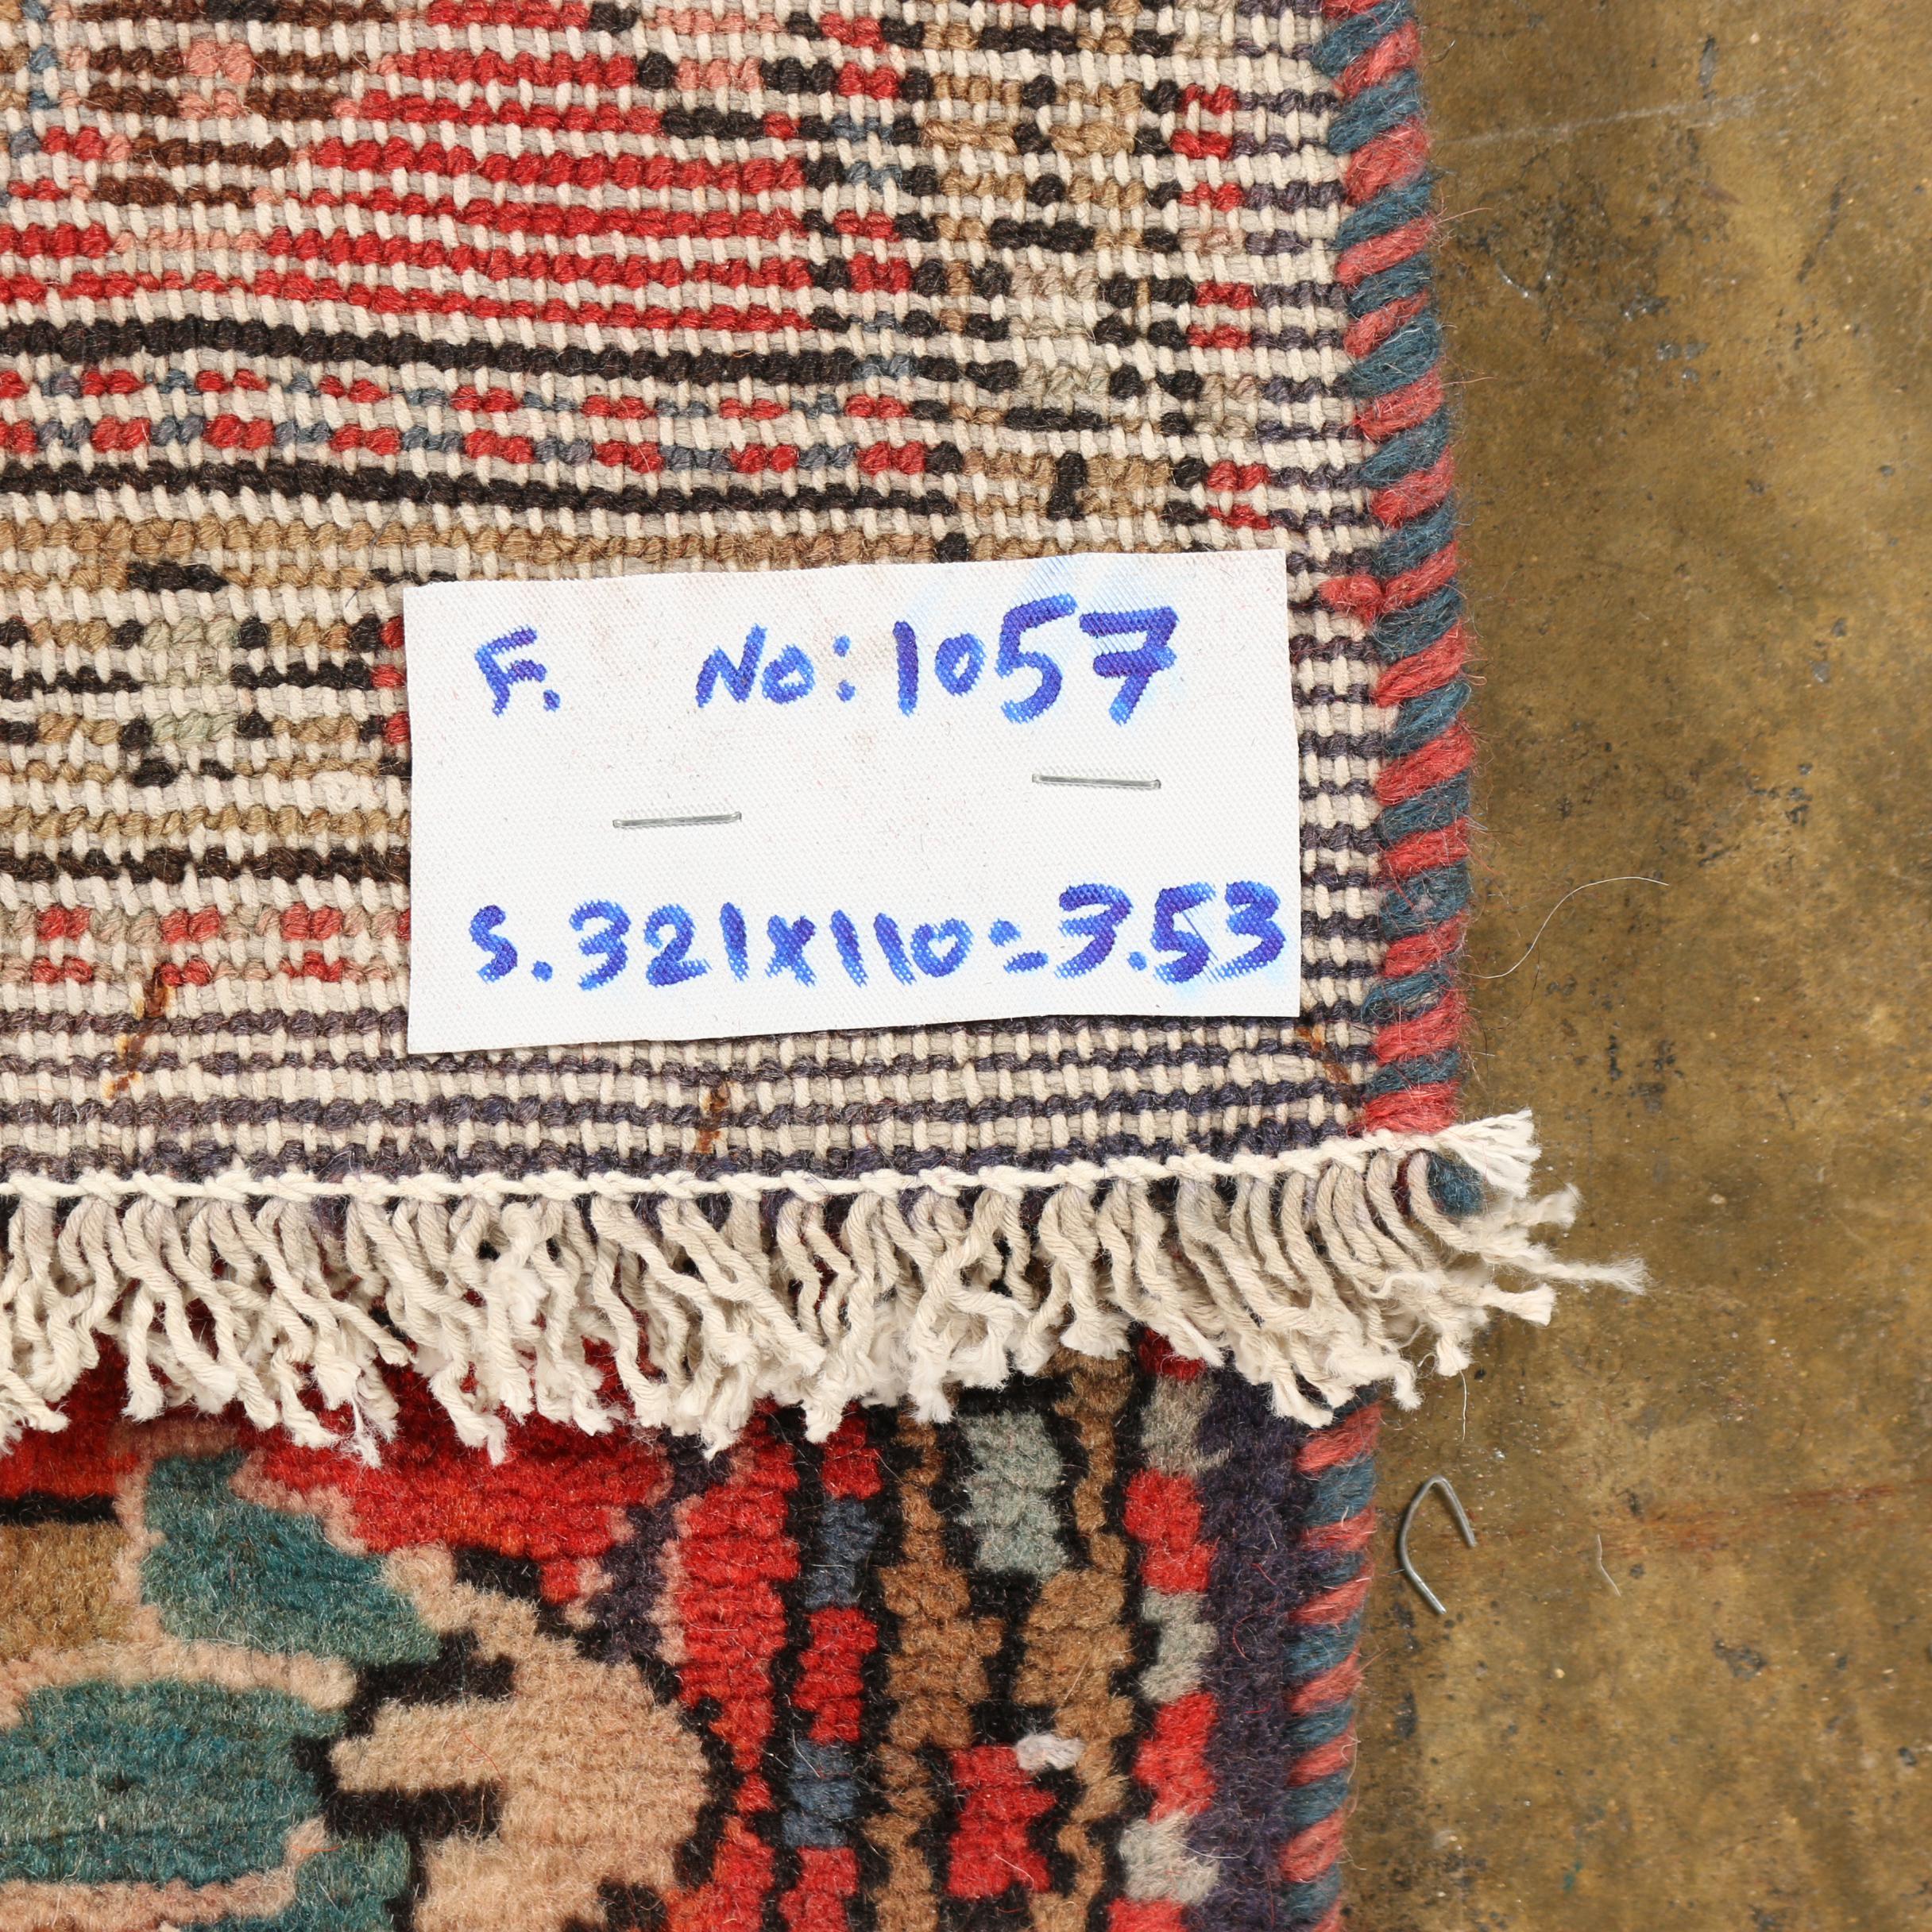 F. No: 1057
S. 321x110=3.53